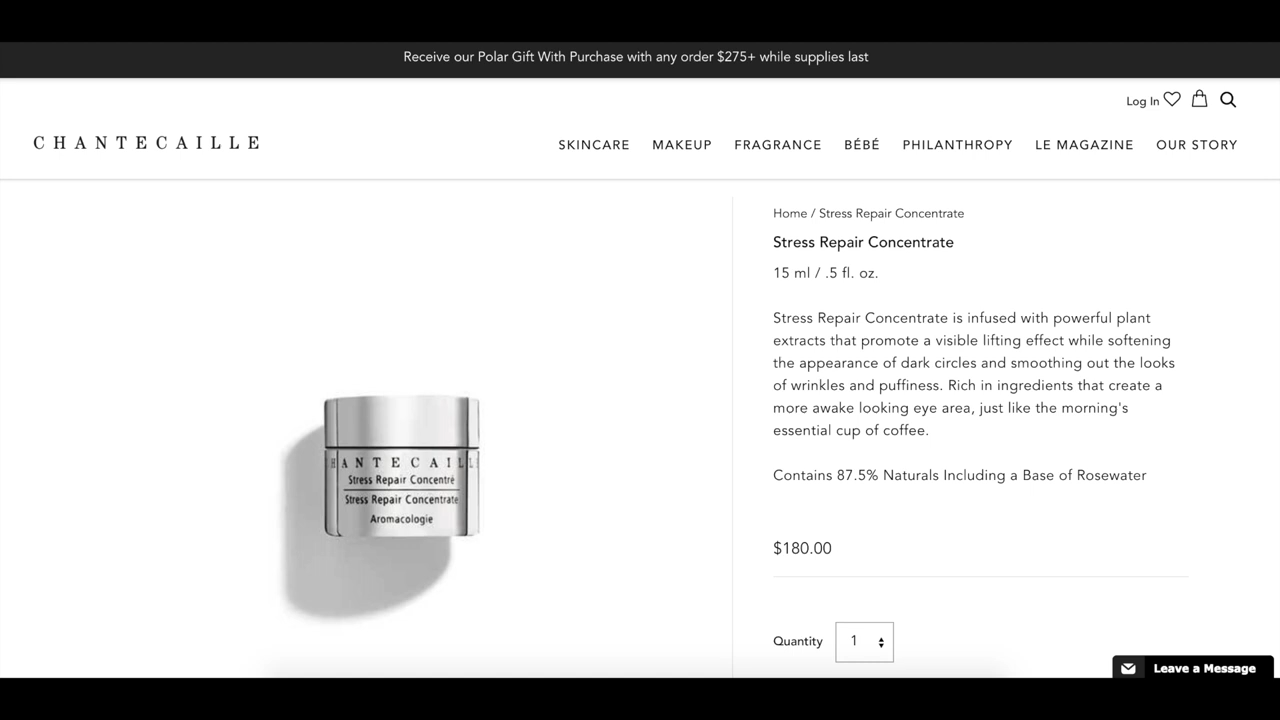 Receive our Polar Gift With Purchase with any order $275+ while supplies last
Log In
CHANTECAILLE
SKINCARE MAKEUP FRAGRANCE BÉBÉ PHILANTHROPY LE MAGAZINE OUR STORY
Home / Stress Repair Concentrate
Stress Repair Concentrate
15 ml / .5 fl. oz.
Stress Repair Concentrate is infused with powerful plant
extracts that promote a visible lifting effect while softening
the appearance of dark circles and smoothing out the looks
of wrinkles and puffiness. Rich in ingredients that create a
more awake looking eye area, just like the morning's
essential cup of coffee.
Contains 87.5% Naturals Including a Base of Rosewater
$180.00
Quantity 1
HANTECAILL
Stress Repair Concentré
Stress Repair Concentrate
Aromacologie
Leave a Message